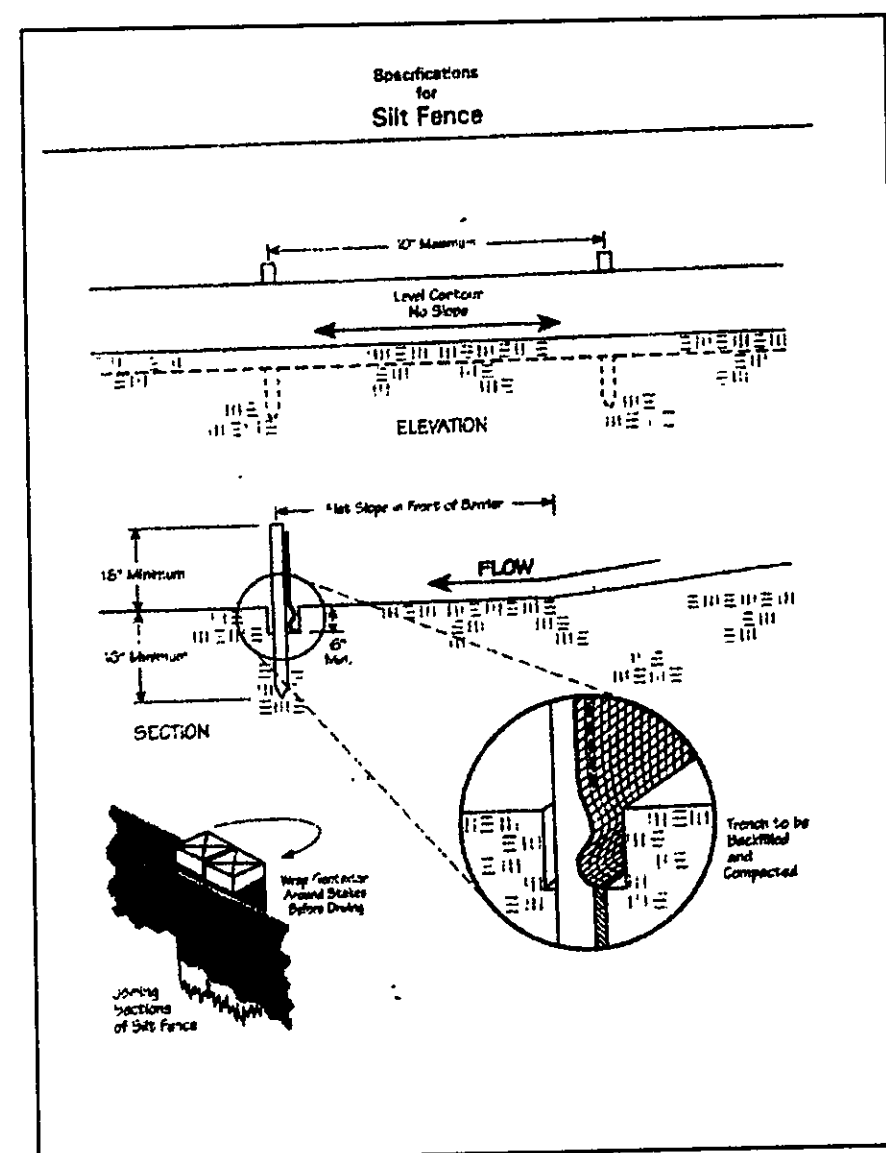 Specifications
for
Silt Fence
10" Maximum
Level Contour
No Slope
ELEVATION
Flat Slope in Front of Barrier
18" Minimum
FLOW
Minimum
6"
Min.
SECTION
Trench to be
Backfilled
and
Compacted
Wrap
Around Stakes
Before Driving
Joining
Sections
of Silt Fence